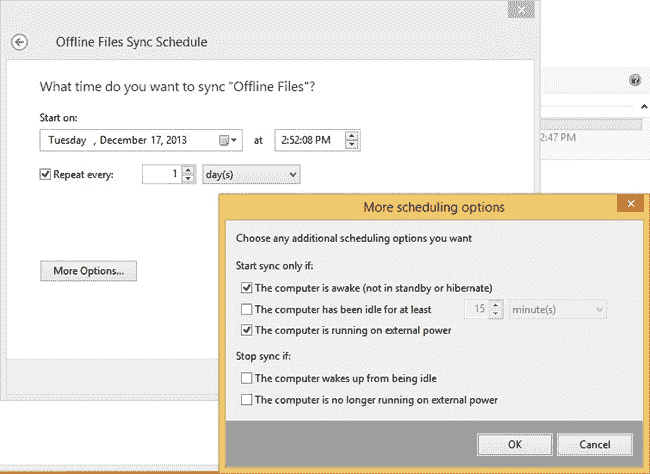 Offline Files Sync Schedule
What time do you want to sync "Offline Files"?
Start on:
Tuesday , December 17, 2013 at 2:52:08 PM
2:47 PM
Repeat every: 1 day(s)
More Options...
More scheduling options
Choose any additional scheduling options you want
Start sync only if:
The computer is awake (not in standby or hibernate)
The computer has been idle for at least 15 minute(s)
The computer is running on external power
Stop sync if:
The computer wakes up from being idle
The computer is no longer running on external power
OK Cancel